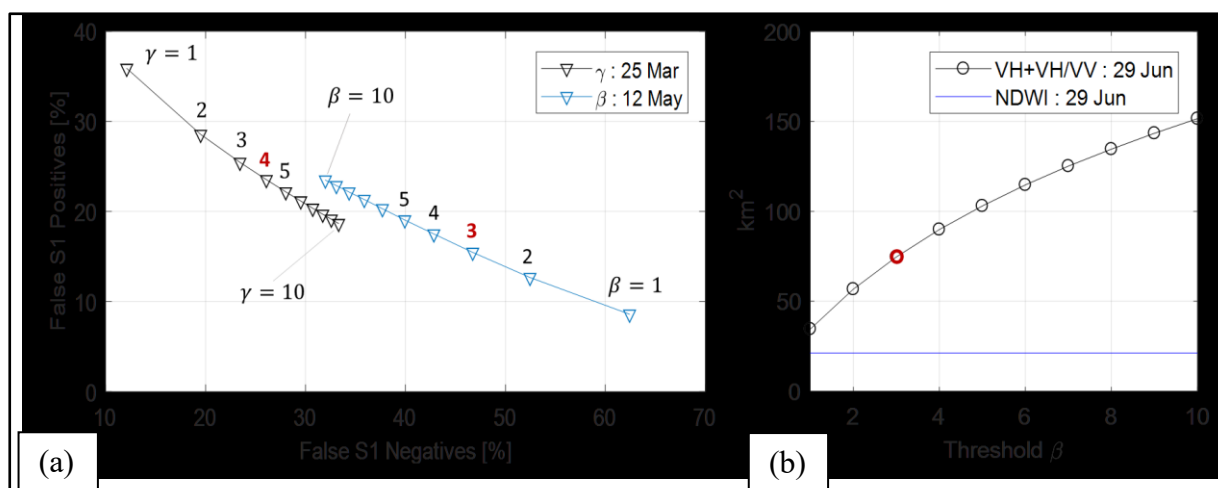 False S1 Positives [%]
40
30
20
10
0
γ = 1
2
3
4
5
γ = 10
β = 10
5
4
3
2
β = 1
γ : 25 Mar
β : 12 May
10 20 30 40 50 60 70
False S1 Negatives [%]
(a)
km²
200
150
100
50
0
VH+VH/VV : 29 Jun
NDWI : 29 Jun
2 4 6 8 10
Threshold β
(b)